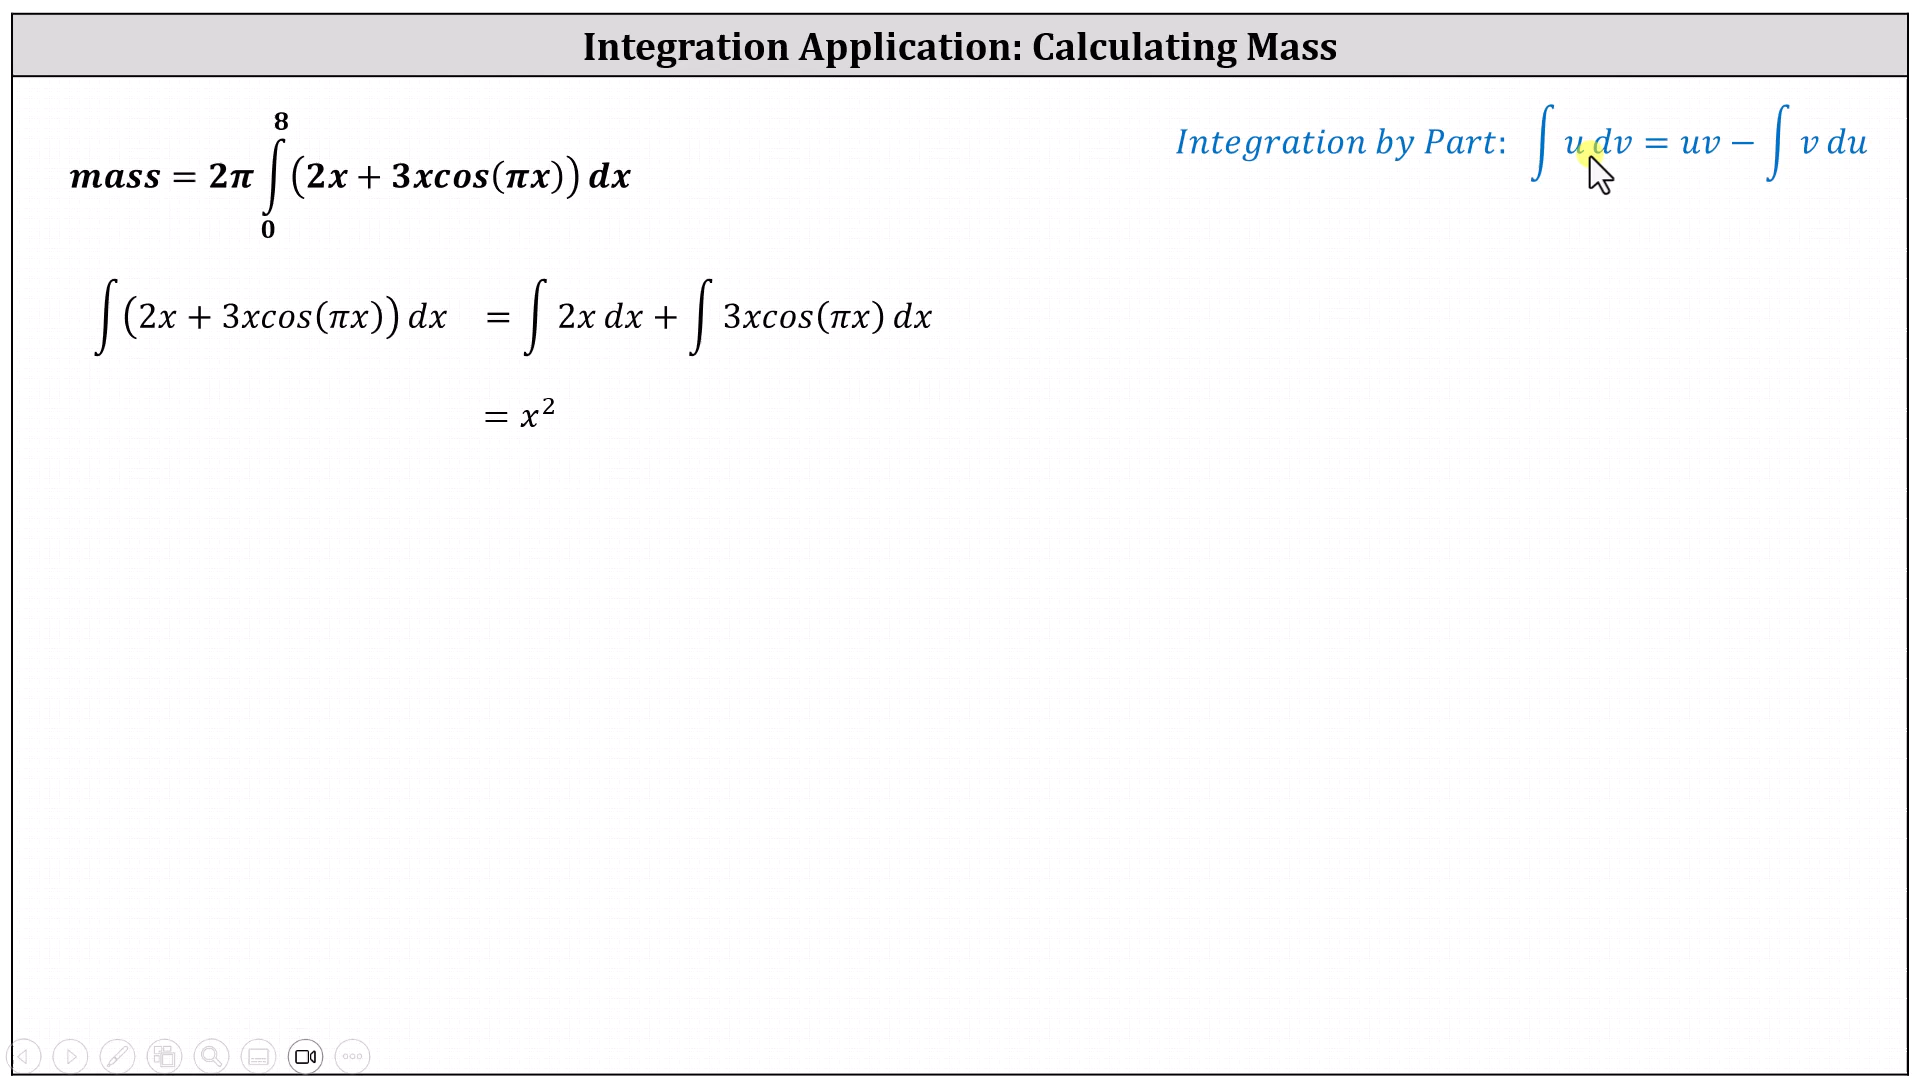 Integration Application: Calculating Mass
mass = 2π ∫₀⁸ (2x + 3xcos(πx)) dx
Integration by Part: ∫ u dv = uv − ∫ v du
∫ (2x + 3xcos(πx)) dx = ∫ 2x dx + ∫ 3xcos(πx) dx
= x²